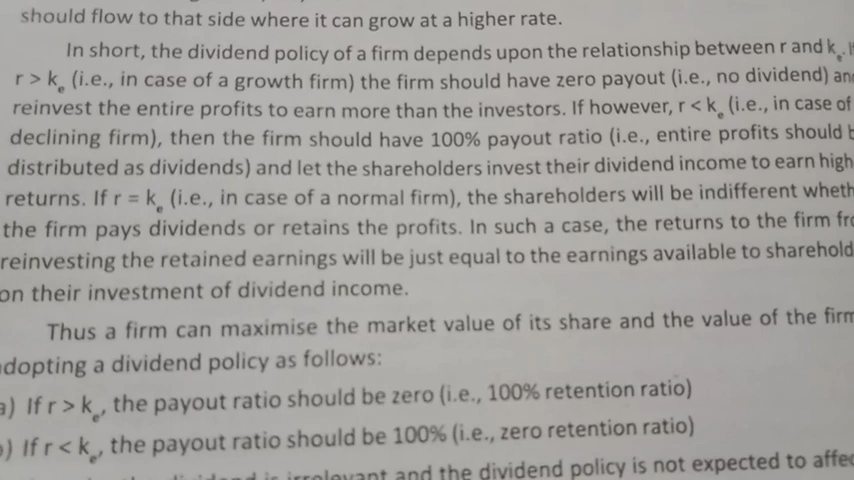 should flow to that side where it can grow at a higher rate.
In short, the dividend policy of a firm depends upon the relationship between r and kₑ.
r > kₑ (i.e., in case of a growth firm) the firm should have zero payout (i.e., no dividend)
reinvest the entire profits to earn more than the investors. If however, r < kₑ (i.e., in case of
declining firm), then the firm should have 100% payout ratio (i.e., entire profits should
distributed as dividends) and let the shareholders invest their dividend income to earn high
returns. If r = kₑ (i.e., in case of a normal firm), the shareholders will be indifferent wheth
the firm pays dividends or retains the profits. In such a case, the returns to the firm fro
reinvesting the retained earnings will be just equal to the earnings available to sharehold
on their investment of dividend income.
Thus a firm can maximise the market value of its share and the value of the firm
dopting a dividend policy as follows:
a) If r > kₑ, the payout ratio should be zero (i.e., 100% retention ratio)
) If r < kₑ, the payout ratio should be 100% (i.e., zero retention ratio)
irrelevant and the dividend policy is not expected to affec